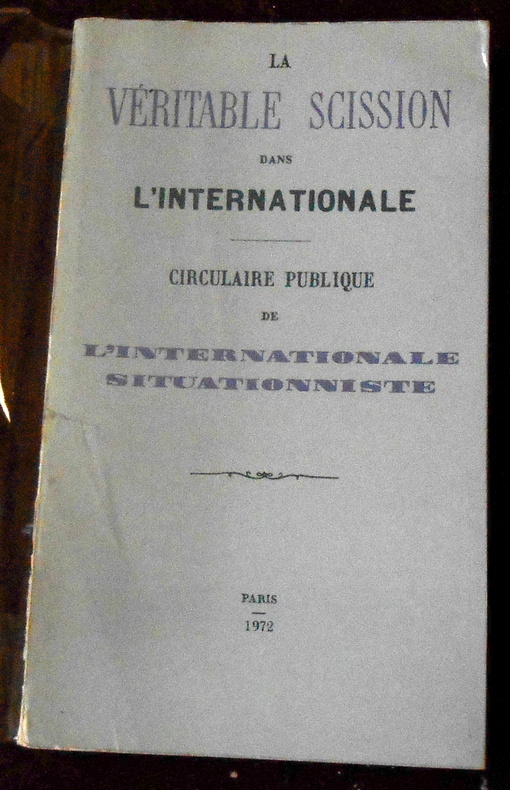 LA
VÉRITABLE SCISSION
DANS
L'INTERNATIONALE
CIRCULAIRE PUBLIQUE
DE
L'INTERNATIONALE
SITUATIONNISTE
PARIS
1972